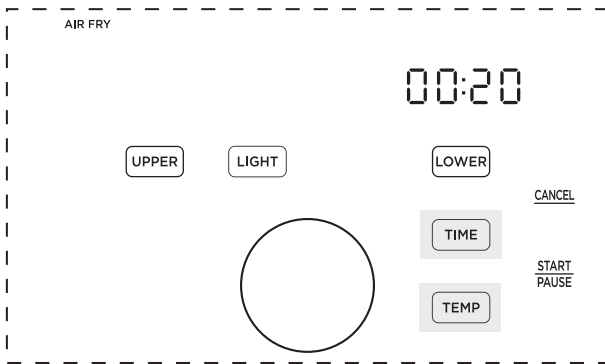 AIR FRY
00:20
UPPER LIGHT LOWER
CANCEL
TIME
START
PAUSE
TEMP